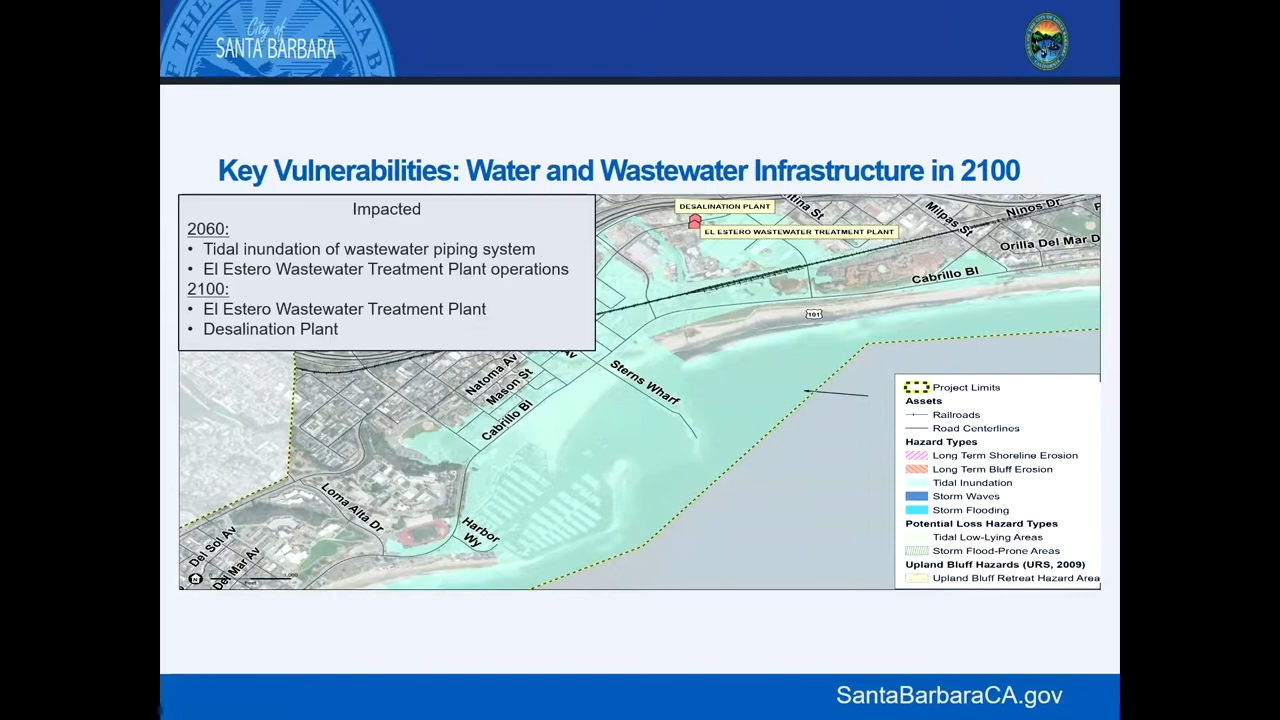 City of
SANTA BARBARA
Key Vulnerabilities: Water and Wastewater Infrastructure in 2100
Impacted
2060:
• Tidal inundation of wastewater piping system
• El Estero Wastewater Treatment Plant operations
2100:
• El Estero Wastewater Treatment Plant
• Desalination Plant
DESALINATION PLANT
EL ESTERO WASTEWATER TREATMENT PLANT
Milpas St
Ninos Dr
Orilla Del Mar D
Cabrillo Bl
101
Natoma Av
Mason St
Cabrillo Bl
Av
Sterns Wharf
Loma Alta Dr
Harbor
Wy
Del Sol Av
Del Mar Av
N
Project Limits
Assets
Railroads
Road Centerlines
Hazard Types
Long Term Shoreline Erosion
Long Term Bluff Erosion
Tidal Inundation
Storm Waves
Storm Flooding
Potential Loss Hazard Types
Tidal Low-Lying Areas
Storm Flood-Prone Areas
Upland Bluff Hazards (URS, 2009)
Upland Bluff Retreat Hazard Area
SantaBarbaraCA.gov